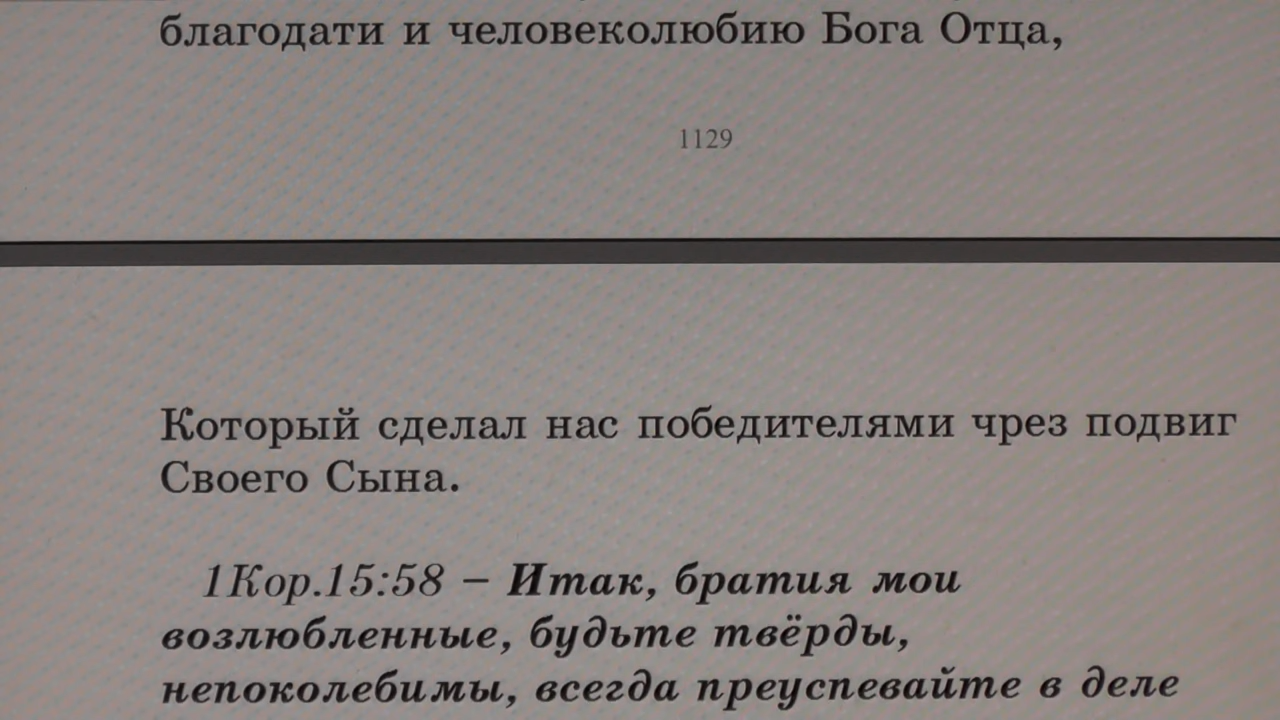 благодати и человеколюбию Бога Отца,
1129
Который сделал нас победителями чрез подвиг
Своего Сына.
1Кор.15:58 – Итак, братия мои
возлюбленные, будьте твёрды,
непоколебимы, всегда преуспевайте в деле